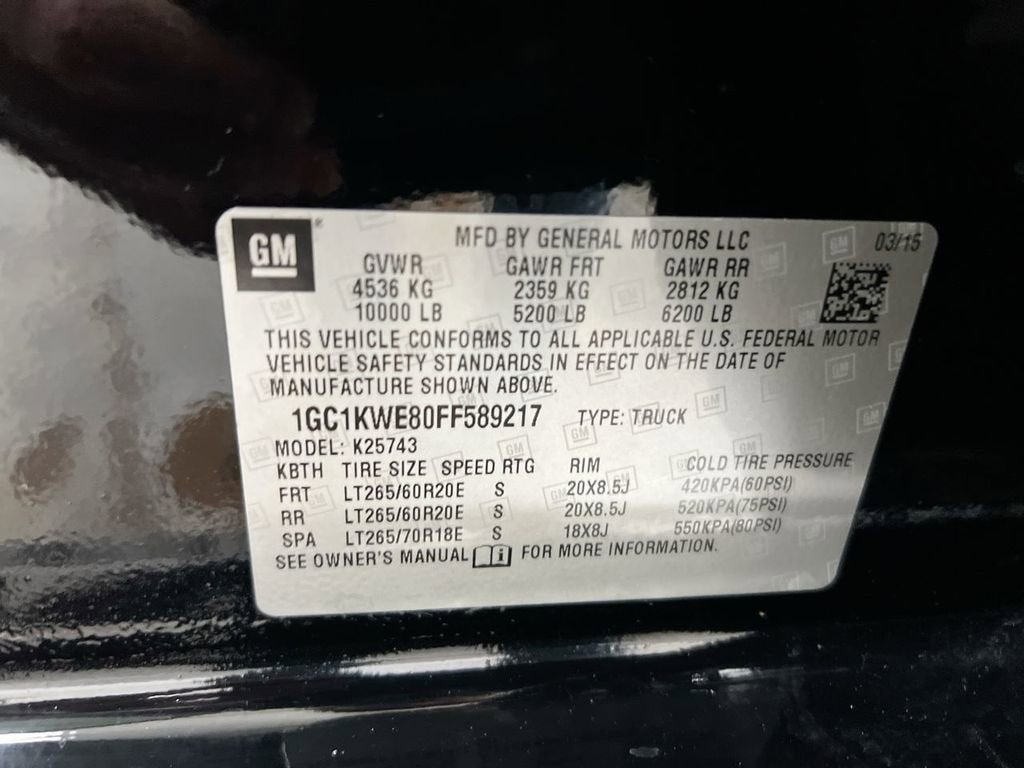 GM
MFD BY GENERAL MOTORS LLC 03/15
GVWR GAWR FRT GAWR RR
4536 KG 2359 KG 2812 KG
10000 LB 5200 LB 6200 LB
THIS VEHICLE CONFORMS TO ALL APPLICABLE U.S. FEDERAL MOTOR
VEHICLE SAFETY STANDARDS IN EFFECT ON THE DATE OF
MANUFACTURE SHOWN ABOVE.
1GC1KWE80FF589217 TYPE: TRUCK
MODEL: K25743
K8TH TIRE SIZE SPEED RTG RIM COLD TIRE PRESSURE
FRT LT265/60R20E S 20X8.5J 420KPA(60PSI)
RR LT265/60R20E S 20X8.5J 520KPA(75PSI)
SPA LT265/70R18E S 18X8J 550KPA(80PSI)
SEE OWNER'S MANUAL i FOR MORE INFORMATION.